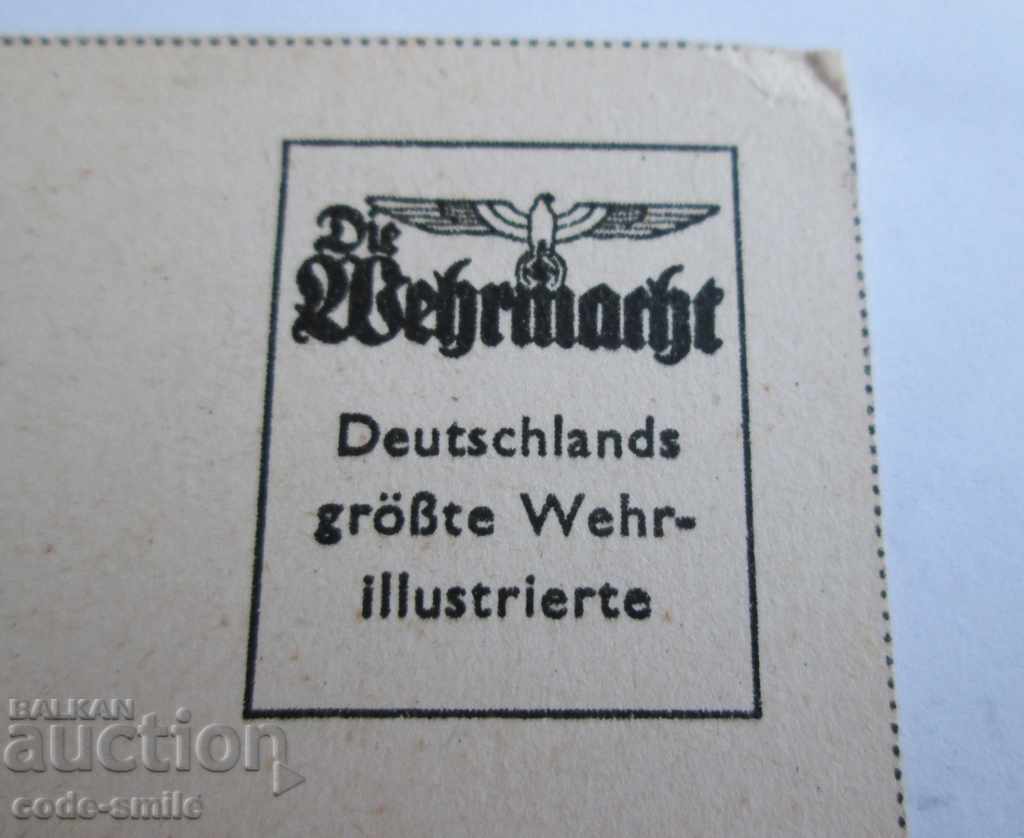 Die
Wehrmacht
Deutschlands
größte Wehr-
illustrierte
BALKAN
auction
code-smile